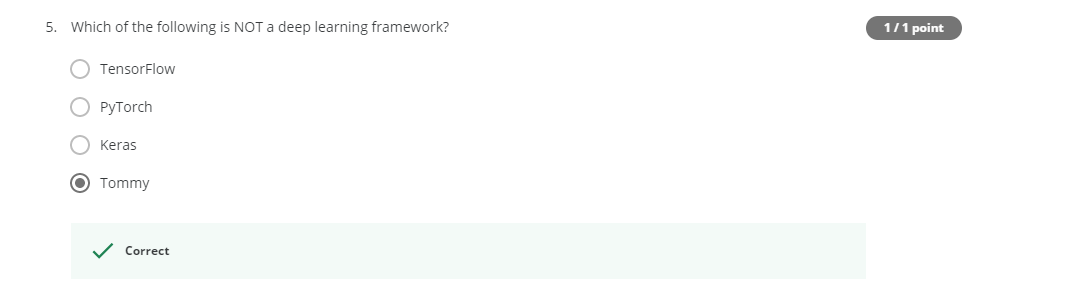 5. Which of the following is NOT a deep learning framework?
1 / 1 point
TensorFlow
PyTorch
Keras
Tommy
Correct